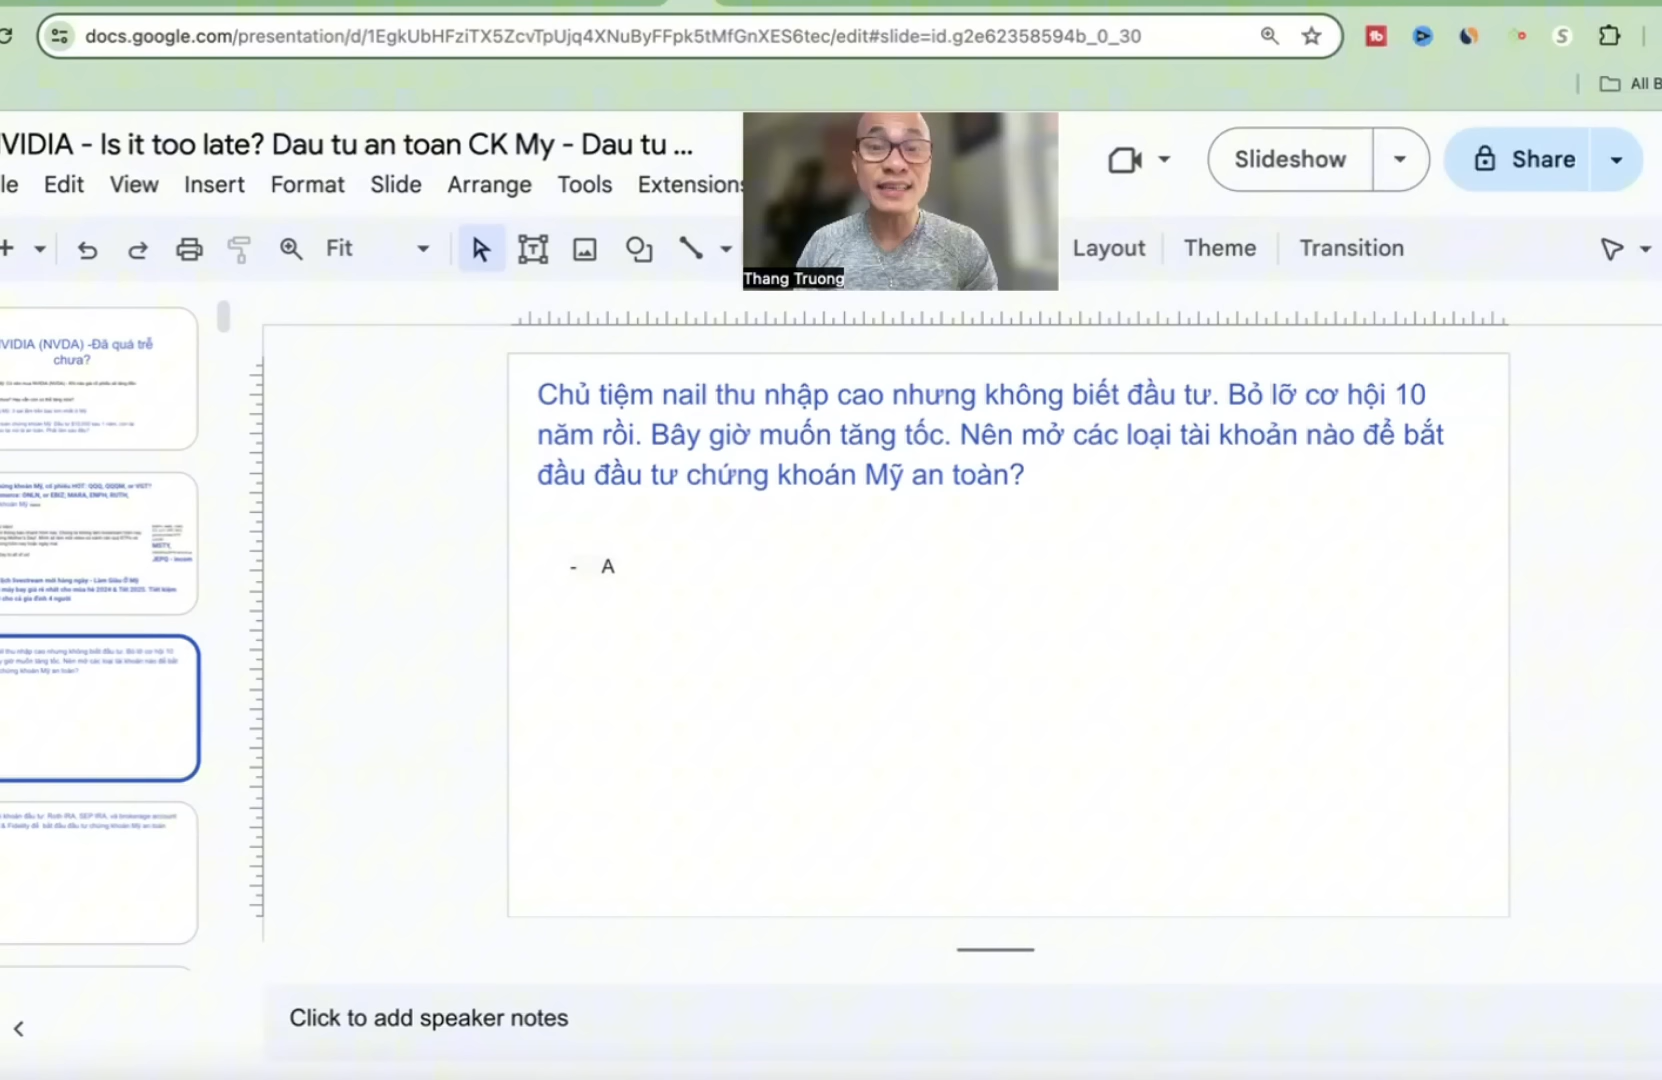 docs.google.com/presentation/d/1EgkUbHFziTX5ZcvTpUjq4XNuByFFpk5tMfGnXES6tec/edit#slide=id.g2e62358594b_0_30
All B
VIDIA - Is it too late? Dau tu an toan CK My - Dau tu ...
le Edit View Insert Format Slide Arrange Tools Extensions
Slideshow
Share
Fit
Layout
Theme
Transition
Thang Truong
VIDIA (NVDA) -Đã quá trễ
chưa?
Chủ tiệm nail thu nhập cao nhưng không biết đầu tư. Bỏ lỡ cơ hội 10
năm rồi. Bây giờ muốn tăng tốc. Nên mở các loại tài khoản nào để bắt
đầu đầu tư chứng khoán Mỹ an toàn?
- A
Click to add speaker notes